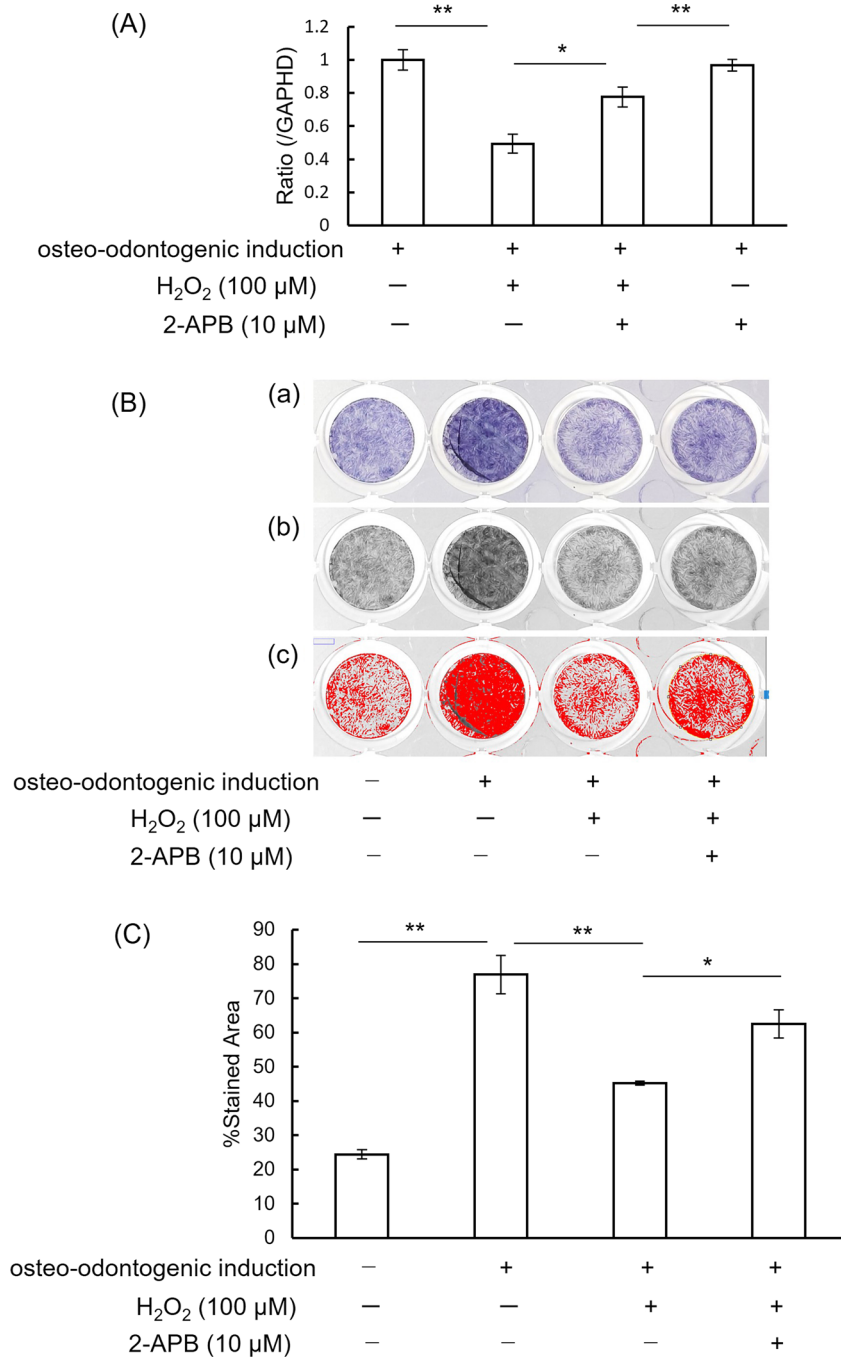 (A)
** * **
1.2
1
0.8
0.6
0.4
0.2
0
Ratio (/GAPHD)
osteo-odontogenic induction + + + +
H₂O₂ (100 µM) — + + —
2-APB (10 µM) — — + +
(B)
(a)
(b)
(c)
osteo-odontogenic induction – + + +
H₂O₂ (100 µM) — — + +
2-APB (10 µM) – – – +
(C)
** ** *
90
80
70
60
50
40
30
20
10
0
%Stained Area
osteo-odontogenic induction – + + +
H₂O₂ (100 µM) — — + +
2-APB (10 µM) – – – +